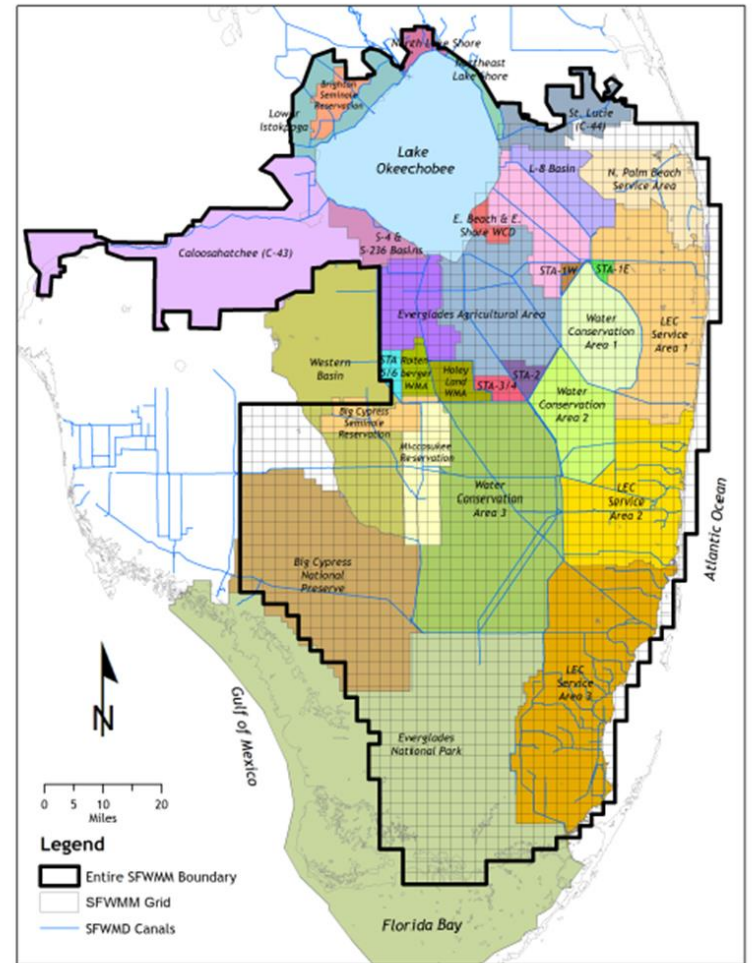 North Lake Shore
Northeast
Lake Shore
Brighton
Seminole
Reservation
Lower
Istokpoga
St. Lucie
(C-44)
Lake
Okeechobee
L-8 Basin
N. Palm Beach
Service Area
E. Beach & E.
Shore WCD
S-4 &
S-236 Basins
Caloosahatchee (C-43)
STA-1W
STA-1E
Everglades Agricultural Area
Water
Conservation
Area 1
LEC
Service
Area 1
Western
Basin
STA
5/6
Roten
berger
WMA
Holey
Land
WMA
STA-3/4
STA-2
Water
Conservation
Area 2
Big Cypress
Seminole
Reservation
Miccosukee
Reservation
Water
Conservation
Area 3
LEC
Service
Area 2
Atlantic Ocean
Big Cypress
National
Preserve
LEC
Service
Area 3
Gulf of Mexico
N
Everglades
National Park
0 5 10 20
Miles
Legend
Entire SFWMM Boundary
SFWMM Grid
SFWMD Canals
Florida Bay